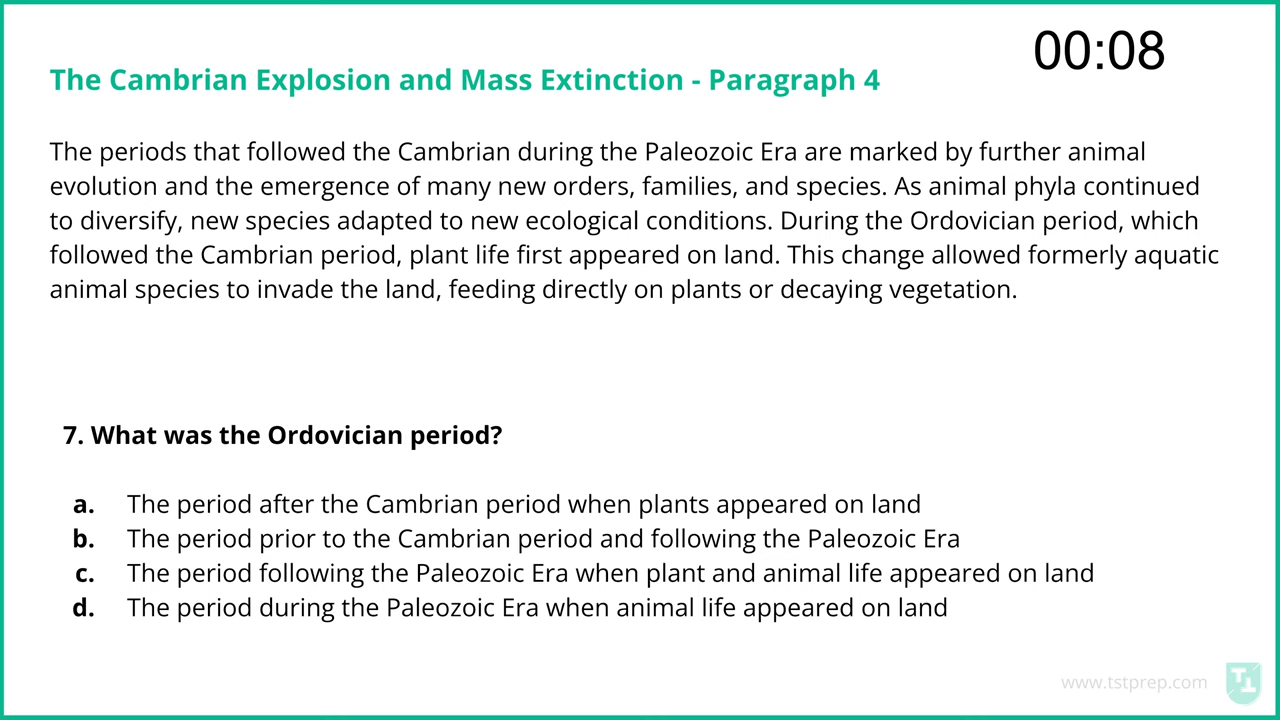 00:08
The Cambrian Explosion and Mass Extinction - Paragraph 4
The periods that followed the Cambrian during the Paleozoic Era are marked by further animal
evolution and the emergence of many new orders, families, and species. As animal phyla continued
to diversify, new species adapted to new ecological conditions. During the Ordovician period, which
followed the Cambrian period, plant life first appeared on land. This change allowed formerly aquatic
animal species to invade the land, feeding directly on plants or decaying vegetation.
7. What was the Ordovician period?
a. The period after the Cambrian period when plants appeared on land
b. The period prior to the Cambrian period and following the Paleozoic Era
c. The period following the Paleozoic Era when plant and animal life appeared on land
d. The period during the Paleozoic Era when animal life appeared on land
www.tstprep.com